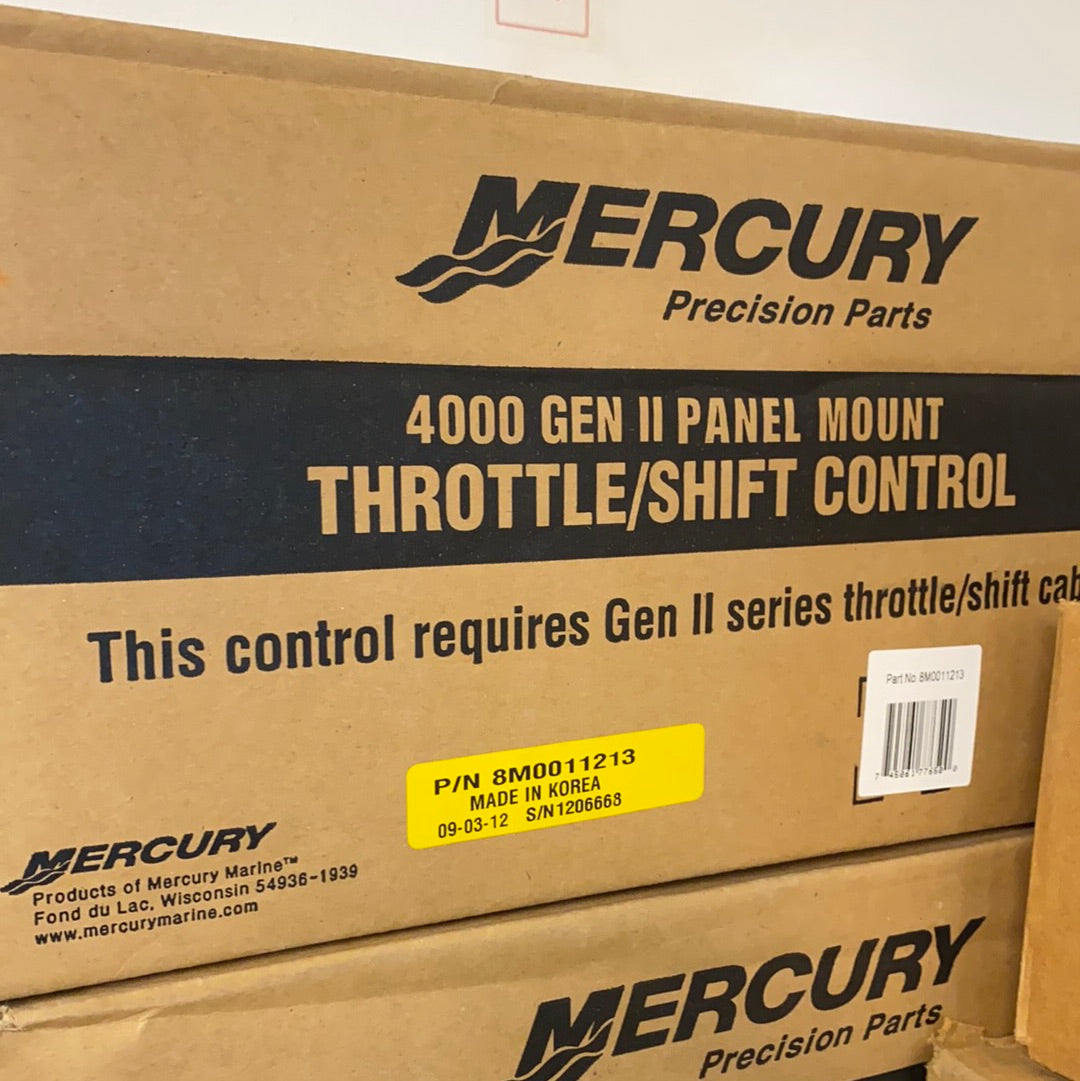 MERCURY
Precision Parts
4000 GEN II PANEL MOUNT
THROTTLE/SHIFT CONTROL
This control requires Gen II series throttle/shift cab
Part No. 8M0011213
P/N 8M0011213
MADE IN KOREA
09-03-12 S/N1206668
MERCURY
Products of Mercury Marine™
Fond du Lac, Wisconsin 54936-1939
www.mercurymarine.com
MERCURY
Precision Parts